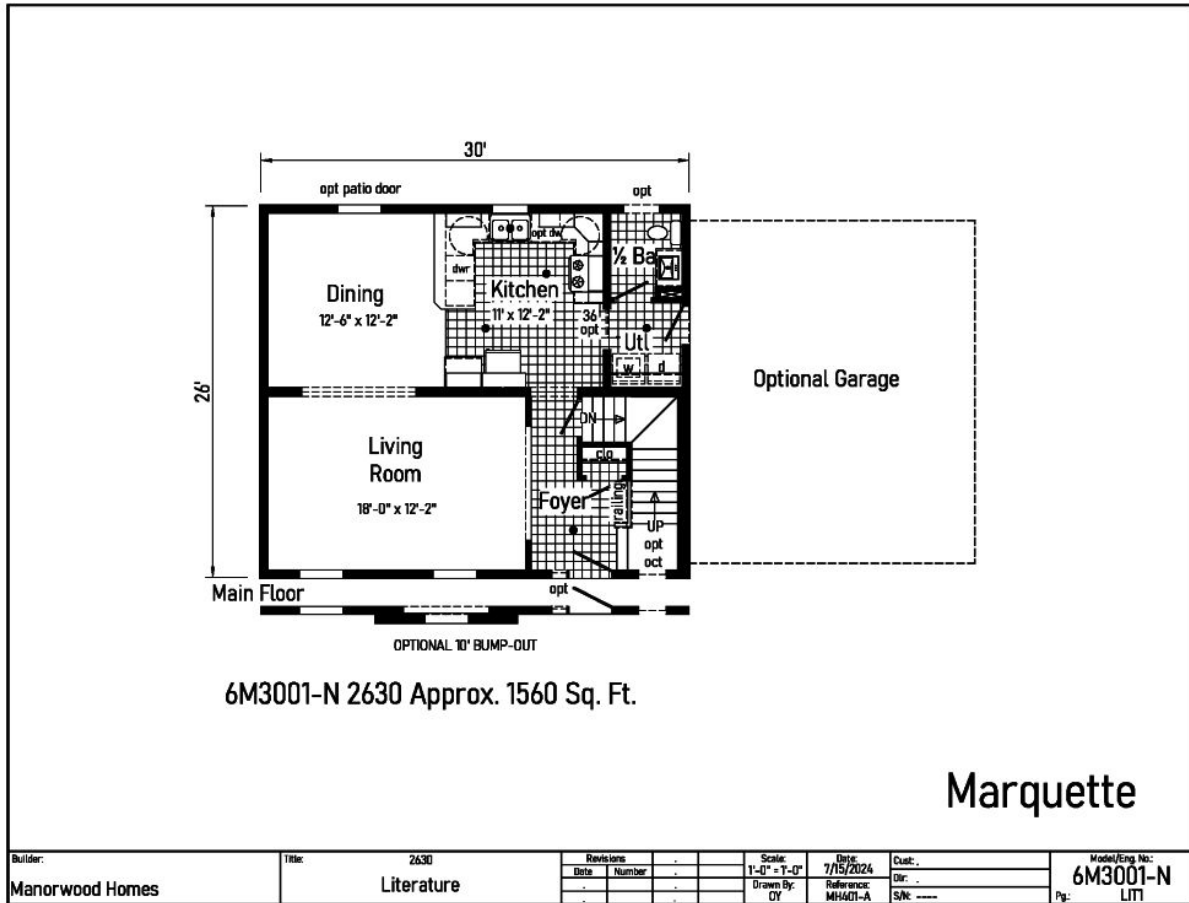 30'
opt patio door
opt
26'
opt dw
½ Ba
dwr
Kitchen
11' x 12'-2"
Dining
12'-6" x 12'-2"
36
opt
Utl
w
d
Optional Garage
DN
Living
Room
18'-0" x 12'-2"
Foyer
railing
UP
opt
oct
Main Floor
opt
OPTIONAL 10' BUMP-OUT
6M3001-N 2630 Approx. 1560 Sq. Ft.
Marquette
Builder:
Manorwood Homes
Title:
2630
Literature
Revisions
Date Number
Scale:
1'-0" = 1'-0"
Drawn By:
Date:
7/15/2024
Reference:
MH401-A
Cust: .
Dir: .
S/N: ----
Model/Eng. No.:
6M3001-N
Pg.: LIT1